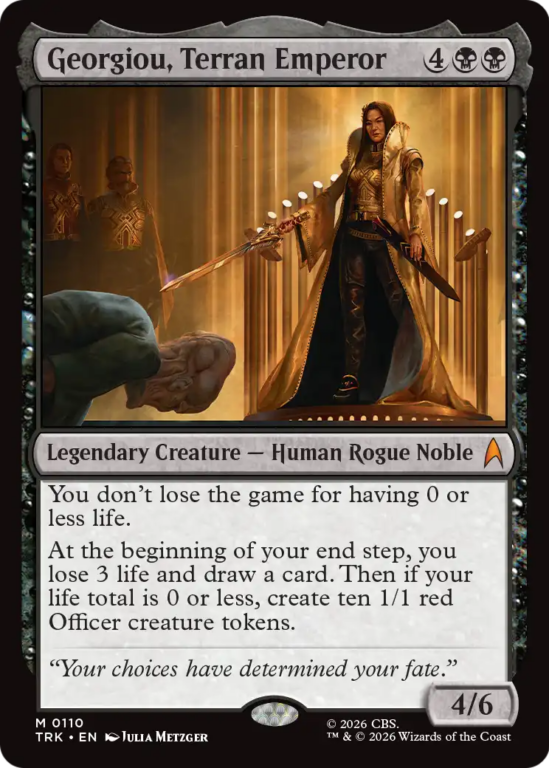 Georgiou, Terran Emperor 4
Legendary Creature — Human Rogue Noble
You don't lose the game for having 0 or
less life.
At the beginning of your end step, you
lose 3 life and draw a card. Then if your
life total is 0 or less, create ten 1/1 red
Officer creature tokens.
“Your choices have determined your fate.”
4/6
M 0110
TRK • EN Julia Metzger
© 2026 CBS.
™ & © 2026 Wizards of the Coast